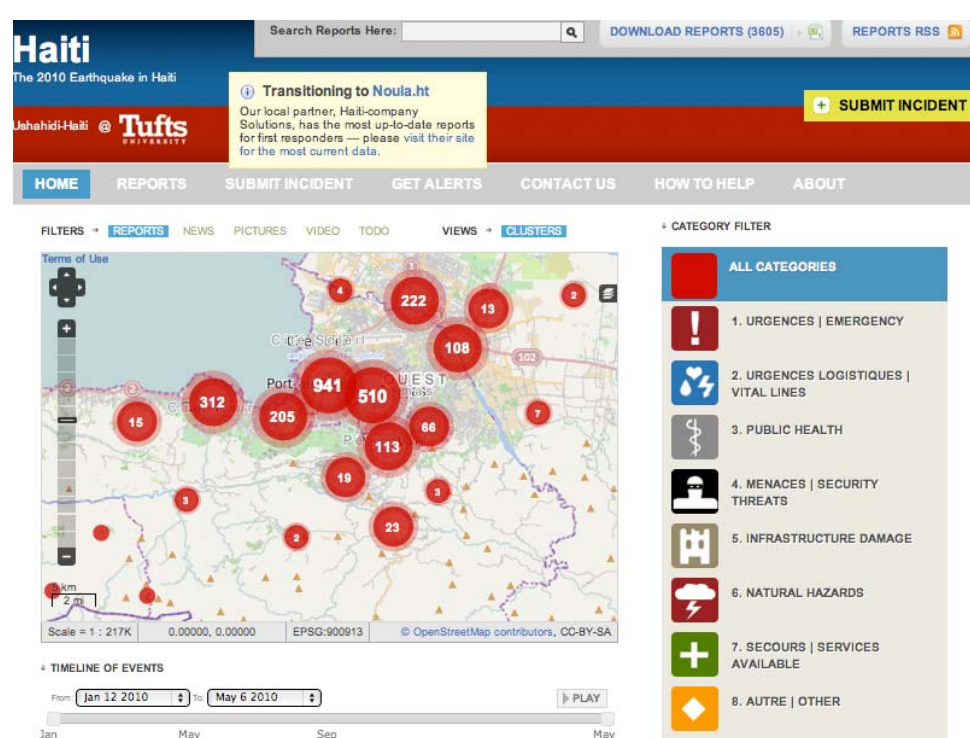 Haiti
The 2010 Earthquake in Haiti
Search Reports Here:
DOWNLOAD REPORTS (3605)
REPORTS RSS
Transitioning to Noula.ht
Our local partner, Haiti-company
Solutions, has the most up-to-date reports
for first responders — please visit their site
for the most current data.
SUBMIT INCIDENT
Ushahidi-Haiti @ Tufts
UNIVERSITY
HOME REPORTS SUBMIT INCIDENT GET ALERTS CONTACT US HOW TO HELP ABOUT
FILTERS REPORTS NEWS PICTURES VIDEO TODO VIEWS CLUSTERS
Terms of Use
4
222
13
2
108
102
941
510
OUEST
Port
312
205
15
66
7
113
19
3
3
23
2
5 km
2 mi
Scale = 1 : 217K 0.00000, 0.00000 EPSG:900913 © OpenStreetMap contributors, CC-BY-SA
TIMELINE OF EVENTS
From: Jan 12 2010 To: May 6 2010 PLAY
Jan May Sep May
CATEGORY FILTER
ALL CATEGORIES
1. URGENCES | EMERGENCY
2. URGENCES LOGISTIQUES |
VITAL LINES
3. PUBLIC HEALTH
4. MENACES | SECURITY
THREATS
5. INFRASTRUCTURE DAMAGE
6. NATURAL HAZARDS
7. SECOURS | SERVICES
AVAILABLE
8. AUTRE | OTHER